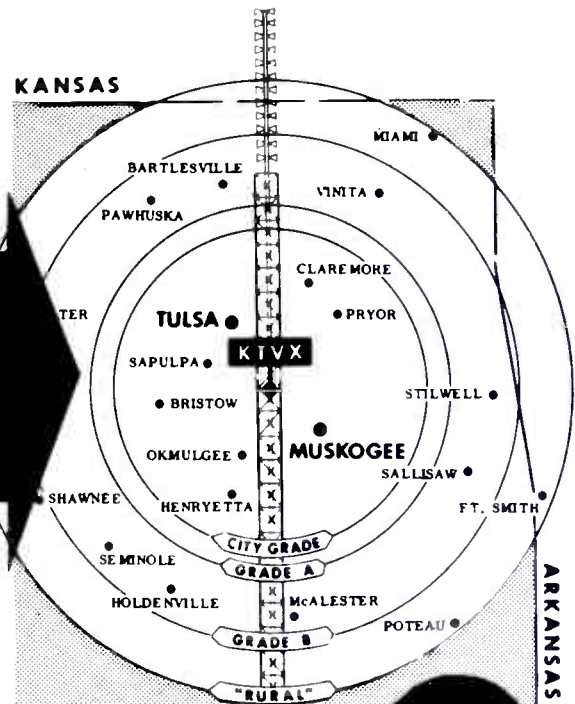 KANSAS
MIAMI
BARTLESVILLE
VINITA
PAWHUSKA
CLAREMORE
TER
TULSA
PRYOR
KTVX
SAPULPA
STILWELL
BRISTOW
MUSKOGEE
OKMULGEE
SALLISAW
SHAWNEE
HENRYETTA
FT. SMITH
CITY GRADE
SEMINOLE
GRADE A
HOLDENVILLE
McALESTER
POTEAU
GRADE B
ARKANSAS
"RURAL"